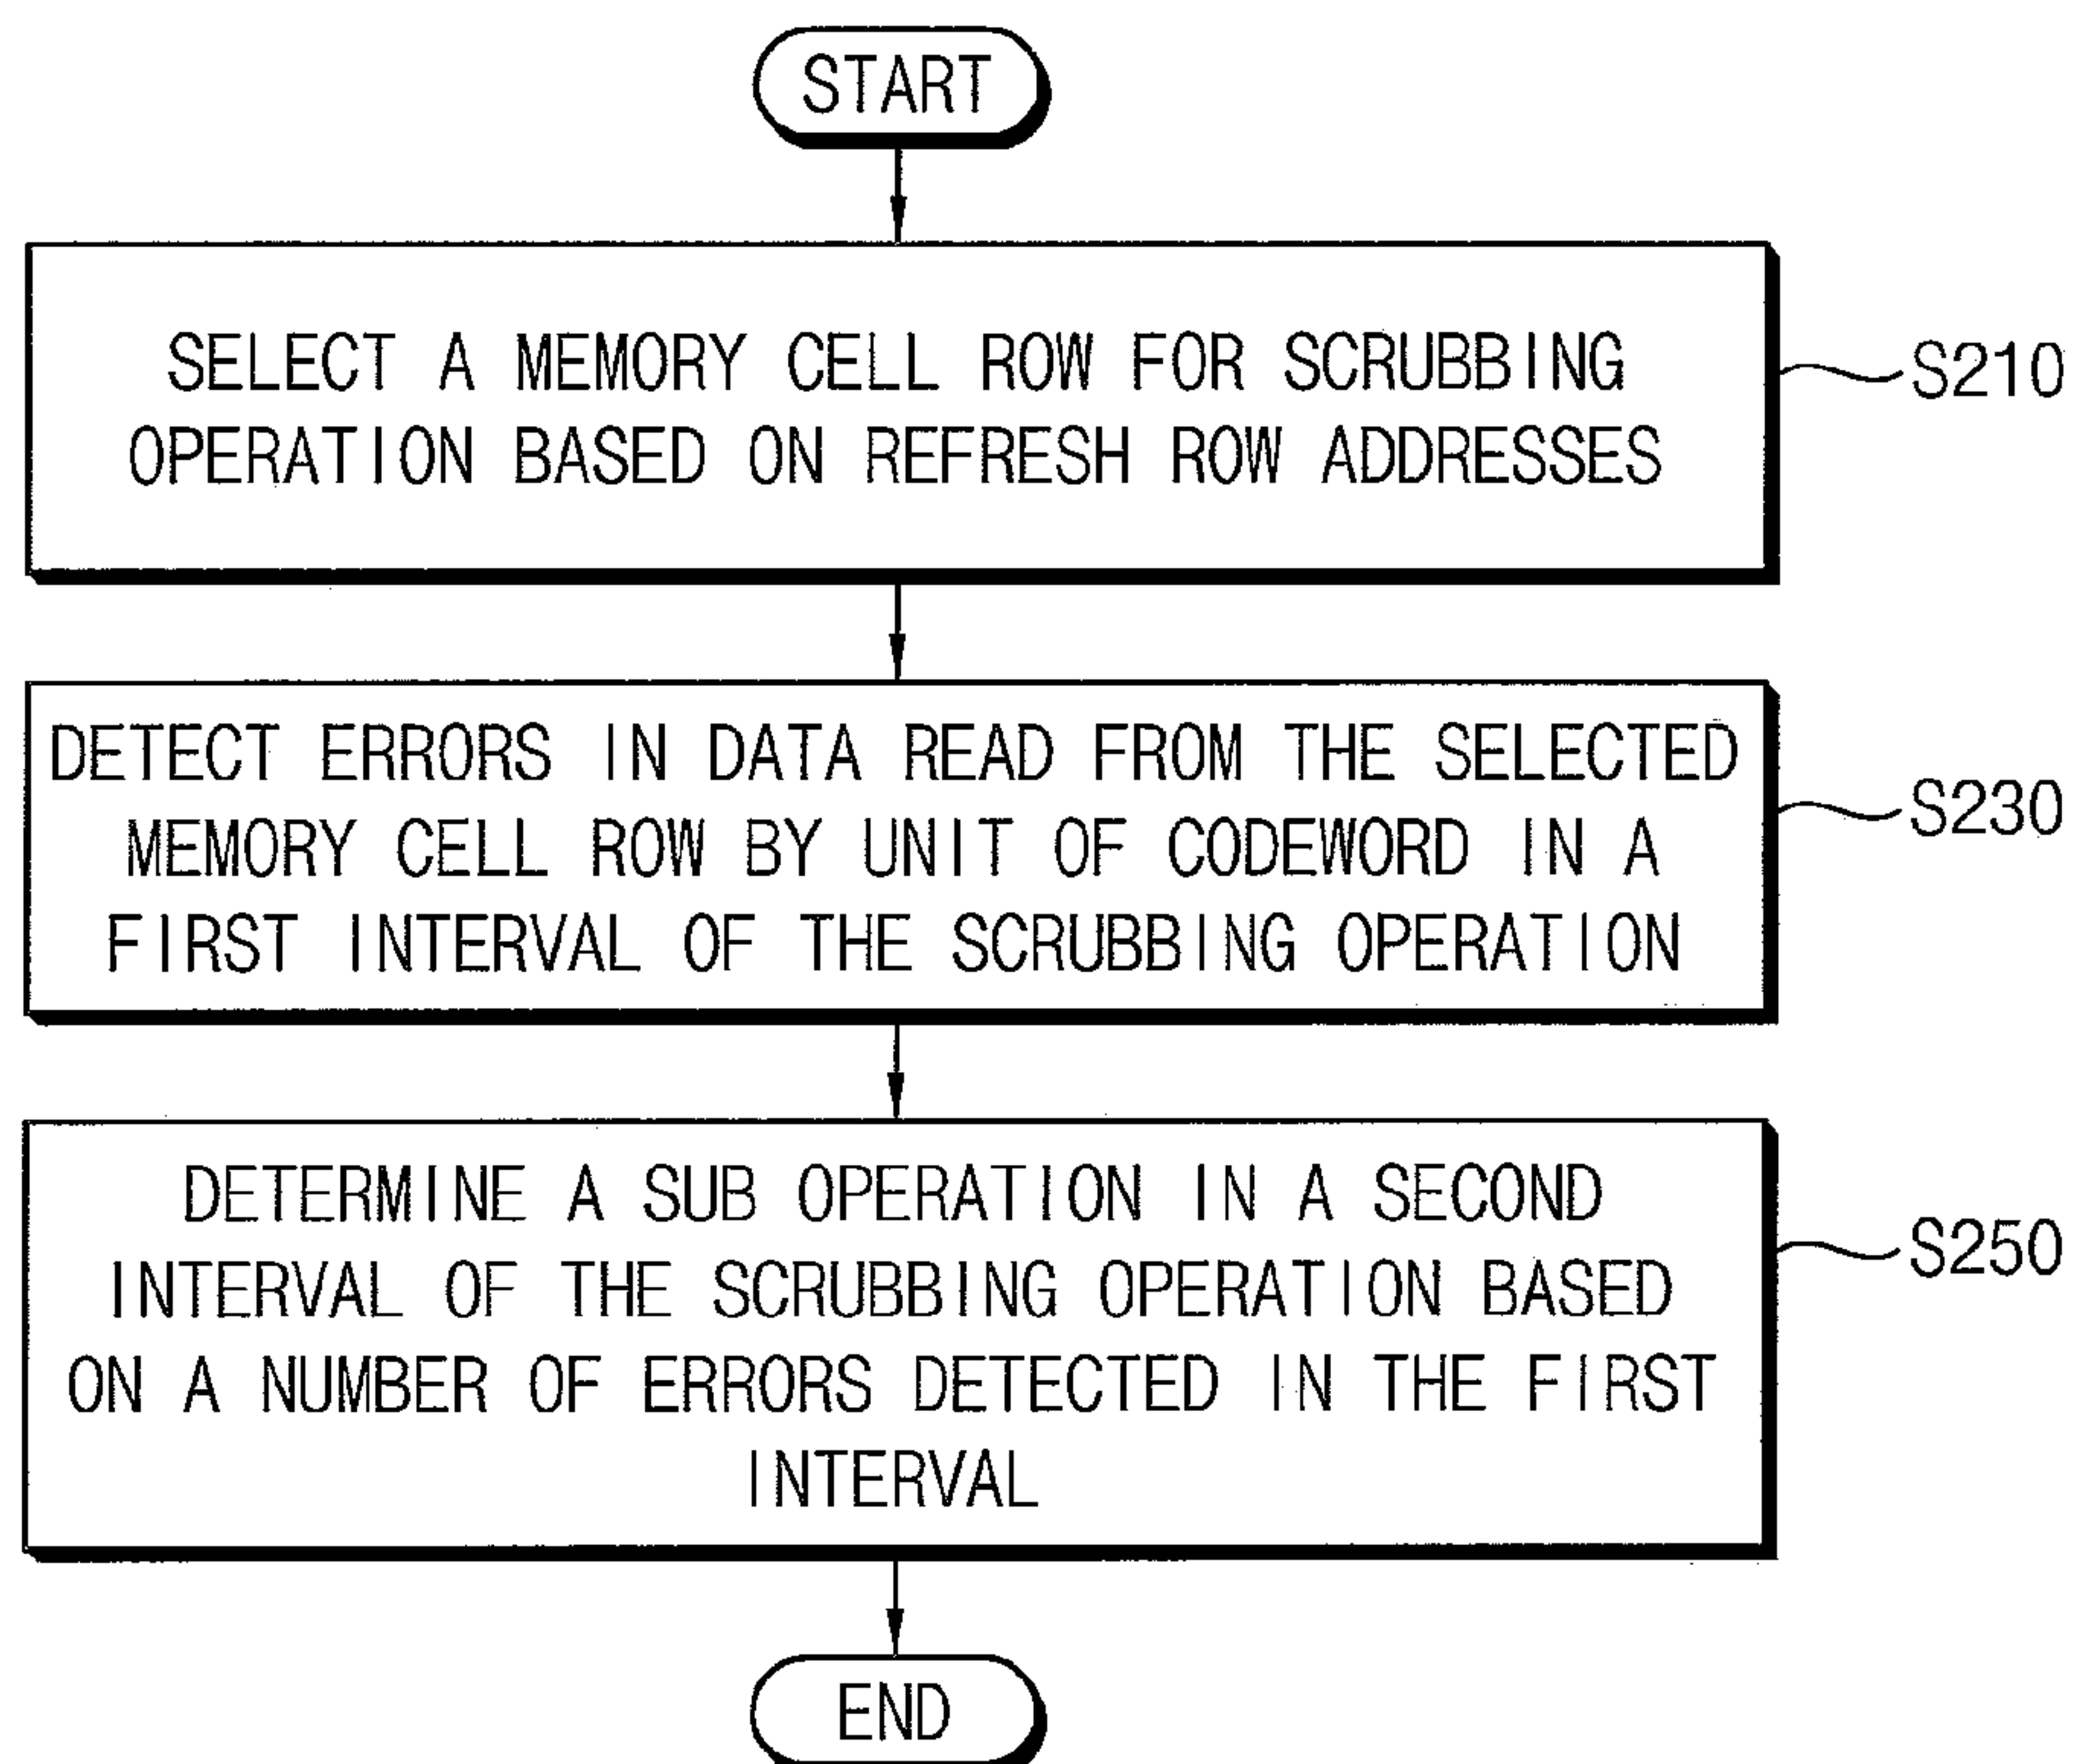 START
SELECT A MEMORY CELL ROW FOR SCRUBBING
OPERATION BASED ON REFRESH ROW ADDRESSES
S210
DETECT ERRORS IN DATA READ FROM THE SELECTED
MEMORY CELL ROW BY UNIT OF CODEWORD IN A
FIRST INTERVAL OF THE SCRUBBING OPERATION
S230
DETERMINE A SUB OPERATION IN A SECOND
INTERVAL OF THE SCRUBBING OPERATION BASED
ON A NUMBER OF ERRORS DETECTED IN THE FIRST
INTERVAL
S250
END